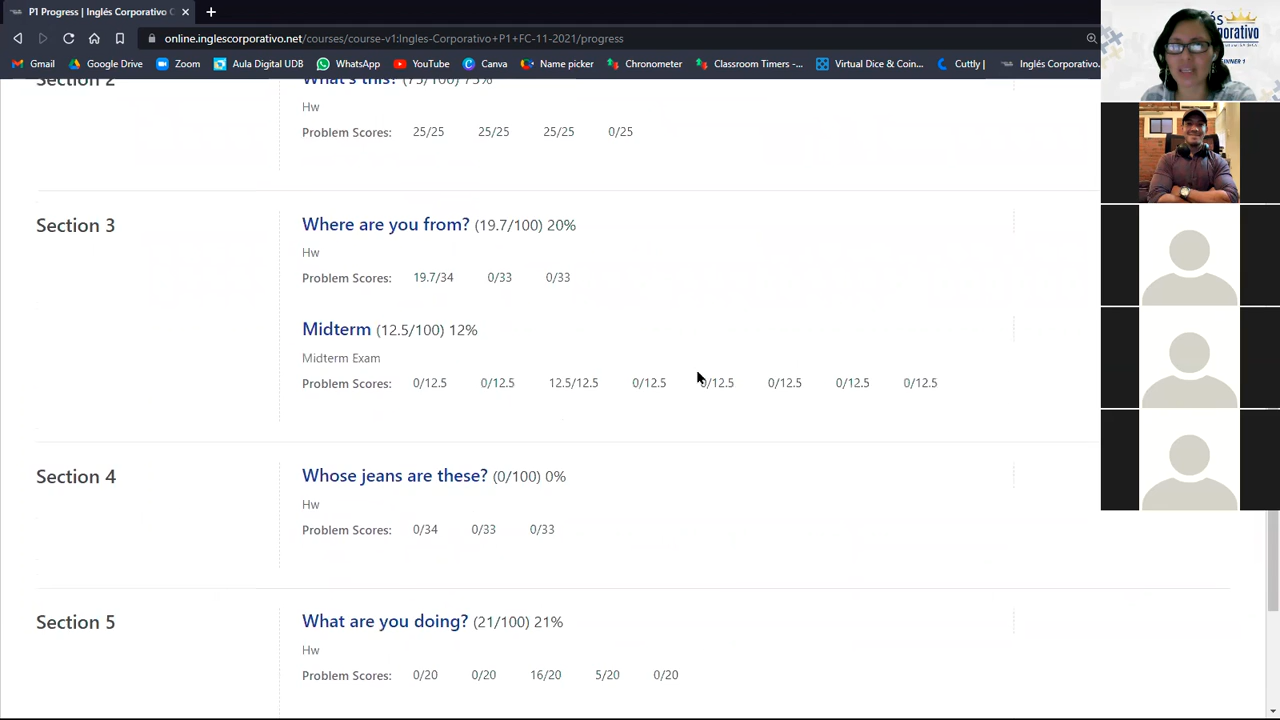 P1 Progress | Inglés Corporativo C
online.inglescorporativo.net/courses/course-v1:Ingles-Corporativo+P1
2021/progress
Gmail
Google Drive
Zoom
Aula Digital |
WhatsApp
YouTube
WordWall
One paper
Chronometer
Classroom Timers...
Virtual Dice & Coin...
Inglés Corporativo.
Section 2
What's this?
Hw
Problem Scores: 25/25 25/25 25/25 0/25
Section 3
Where are you from? (19.7/100) 20%
Hw
Problem Scores: 19.7/34 0/33 0/33
Midterm (12.5/100) 12%
Midterm Exam
Problem Scores: 0/12.5 0/12.5 12.5/12.5 0/12.5 0/12.5 0/12.5 0/12.5 0/12.5
Section 4
Whose jeans are these? (0/100) 0%
Hw
Problem Scores: 0/34 0/33 0/33
Section 5
What are you doing? (21/100) 21%
Hw
Problem Scores: 0/20 0/20 16/20 5/20 0/20